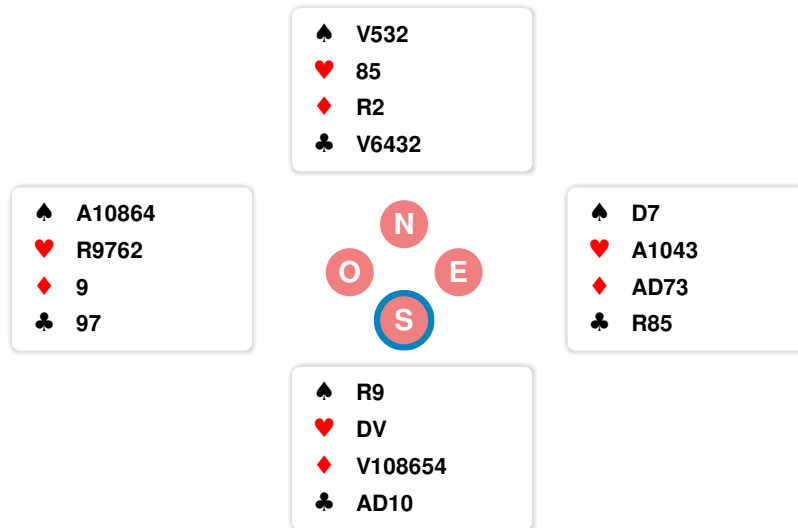 ♠ V532
♥ 85
♦ R2
♣ V6432
♠ A10864
♥ R9762
♦ 9
♣ 97
N
O
E
S
♠ D7
♥ A1043
♦ AD73
♣ R85
♠ R9
♥ DV
♦ V108654
♣ AD10